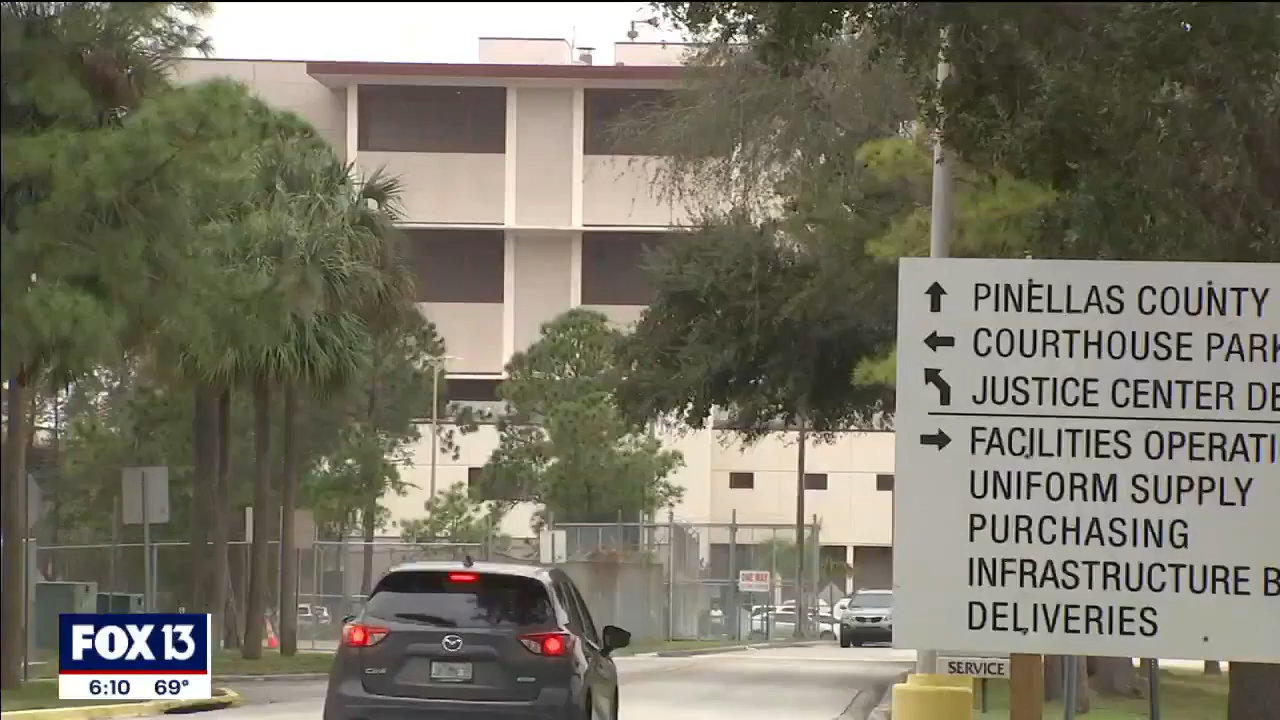 PINELLAS COUNTY
COURTHOUSE PARK
JUSTICE CENTER DE
FACILITIES OPERATI
UNIFORM SUPPLY
PURCHASING
INFRASTRUCTURE B
DELIVERIES
ONE WAY
SERVICE
FOX 13
6:10 69°